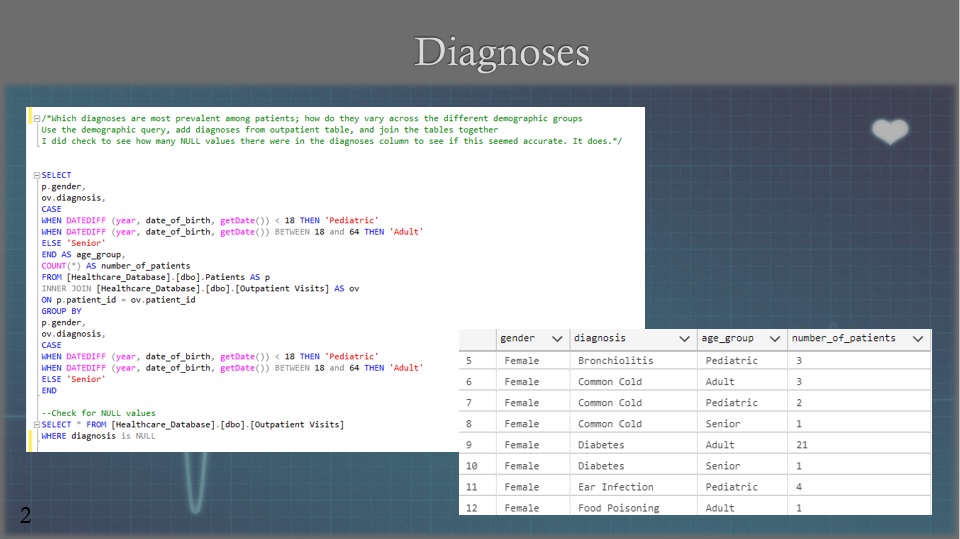 Diagnoses
/*Which diagnoses are most prevalent among patients; how do they vary across the different demographic groups
Use the demographic query, add diagnoses from outpatient table, and join the tables together
I did check to see how many NULL values there were in the diagnoses column to see if this seemed accurate. It does.*/
SELECT
p.gender,
ov.diagnosis,
CASE
WHEN DATEDIFF (year, date_of_birth, getDate()) < 18 THEN 'Pediatric'
WHEN DATEDIFF (year, date_of_birth, getDate()) BETWEEN 18 and 64 THEN 'Adult'
ELSE 'Senior'
END AS age_group,
COUNT(*) AS number_of_patients
FROM [Healthcare_Database].[dbo].Patients AS p
INNER JOIN [Healthcare_Database].[dbo].[Outpatient Visits] AS ov
ON p.patient_id = ov.patient_id
GROUP BY
p.gender,
ov.diagnosis,
CASE
WHEN DATEDIFF (year, date_of_birth, getDate()) < 18 THEN 'Pediatric'
WHEN DATEDIFF (year, date_of_birth, getDate()) BETWEEN 18 and 64 THEN 'Adult'
ELSE 'Senior'
END
--Check for NULL values
SELECT * FROM [Healthcare_Database].[dbo].[Outpatient Visits]
WHERE diagnosis is NULL
gender diagnosis age_group number_of_patients
5 Female Bronchiolitis Pediatric 3
6 Female Common Cold Adult 3
7 Female Common Cold Pediatric 2
8 Female Common Cold Senior 1
9 Female Diabetes Adult 21
10 Female Diabetes Senior 1
11 Female Ear Infection Pediatric 4
12 Female Food Poisoning Adult 1
2